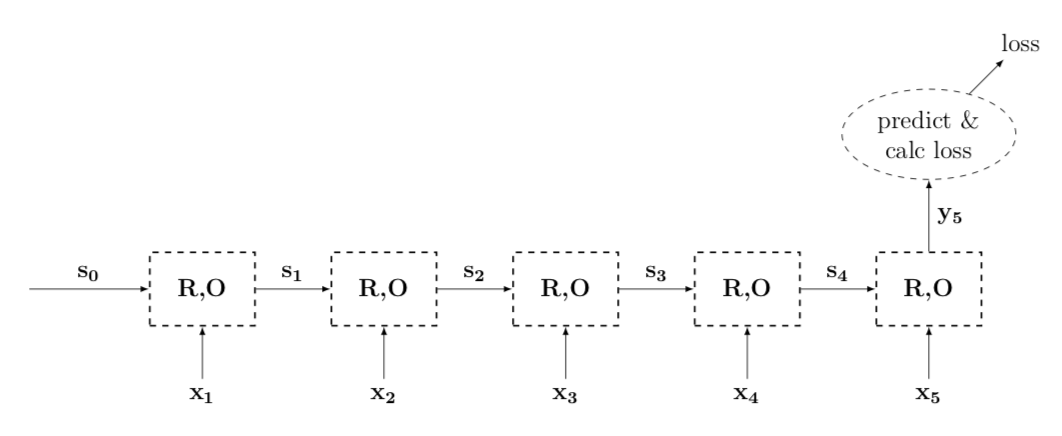 loss
predict &
calc loss
y₅
s₀ R,O s₁ R,O s₂ R,O s₃ R,O s₄ R,O
x₁ x₂ x₃ x₄ x₅